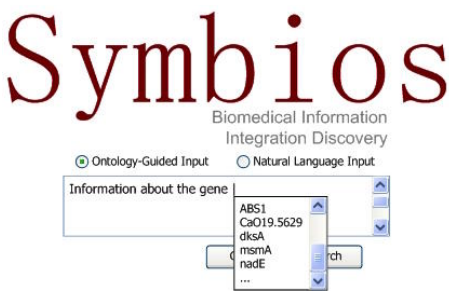 Symbios
Biomedical Information
Integration Discovery
Ontology-Guided Input Natural Language Input
Information about the gene
ABS1
CaO19.5629
dksA
msmA
nadE
...